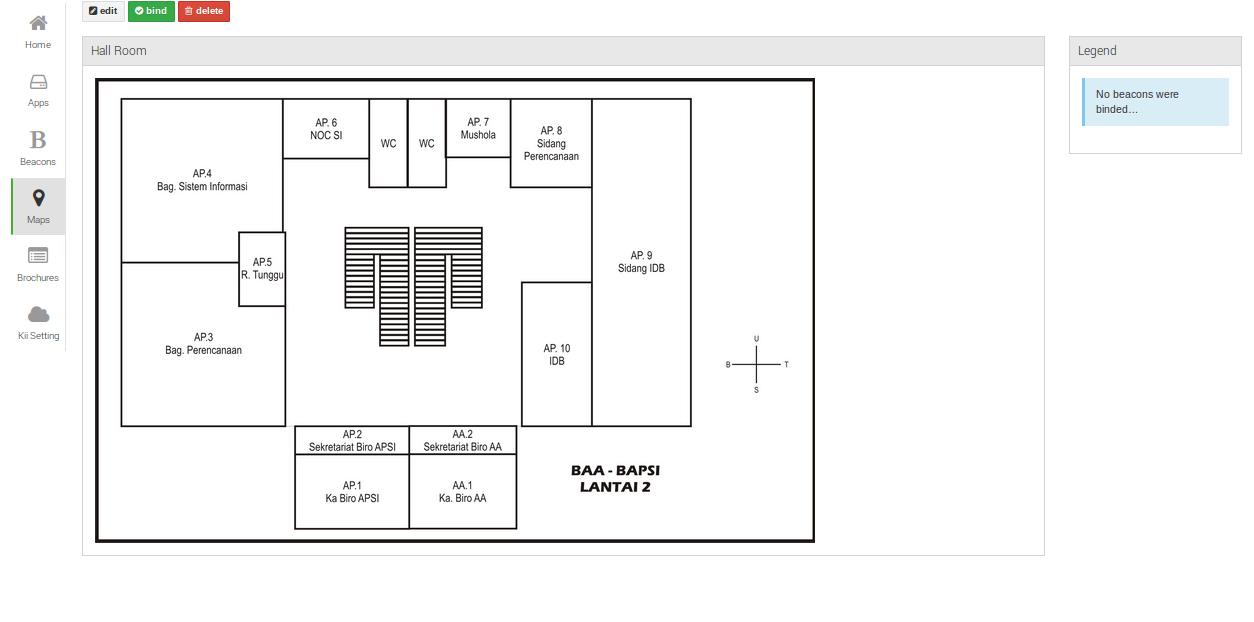 edit
bind
delete
Home
Apps
B
Beacons
Maps
Brochures
Kii Setting
Hall Room
AP. 6
NOC SI
WC
WC
AP. 7
Mushola
AP. 8
Sidang
Perencanaan
AP.4
Bag. Sistem Informasi
AP.5
R. Tunggu
AP. 9
Sidang IDB
AP.3
Bag. Perencanaan
AP. 10
IDB
U
B
T
S
AP.2
Sekretariat Biro APSI
AA.2
Sekretariat Biro AA
AP.1
Ka Biro APSI
AA.1
Ka. Biro AA
BAA - BAPSI
LANTAI 2
Legend
No beacons were
binded...